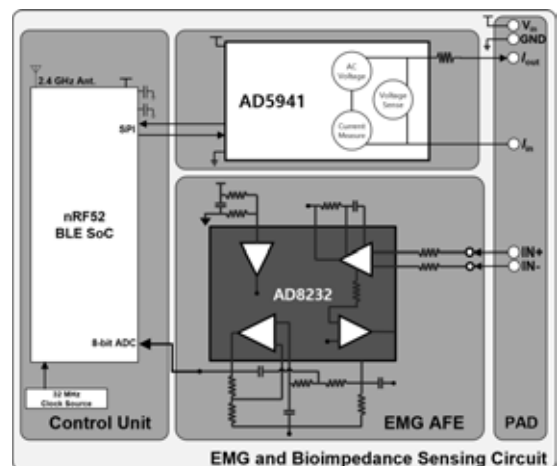 2.4 GHz Ant.
SPI
nRF52
BLE SoC
8-bit ADC
32 MHz
Clock Source
Control Unit
AD5941
AC
Voltage
Voltage
Sense
Current
Measure
AD8232
EMG AFE
Vin
GND
Iout
Iin
IN+
IN-
PAD
EMG and Bioimpedance Sensing Circuit